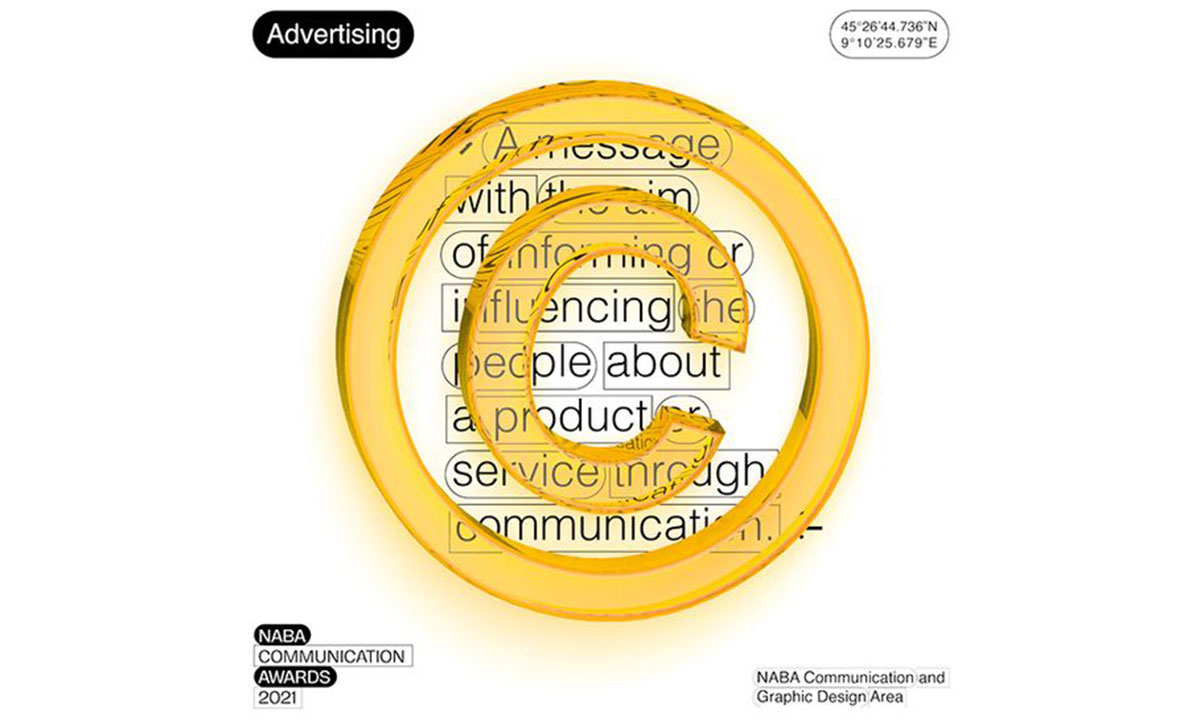 Advertising
45°26'44.736"N
9°10'25.679"E
A message
with the aim
of informing or
influencing the
people about
a product or
service through
communication. :–
NABA
COMMUNICATION
AWARDS
2021
NABA Communication and
Graphic Design Area